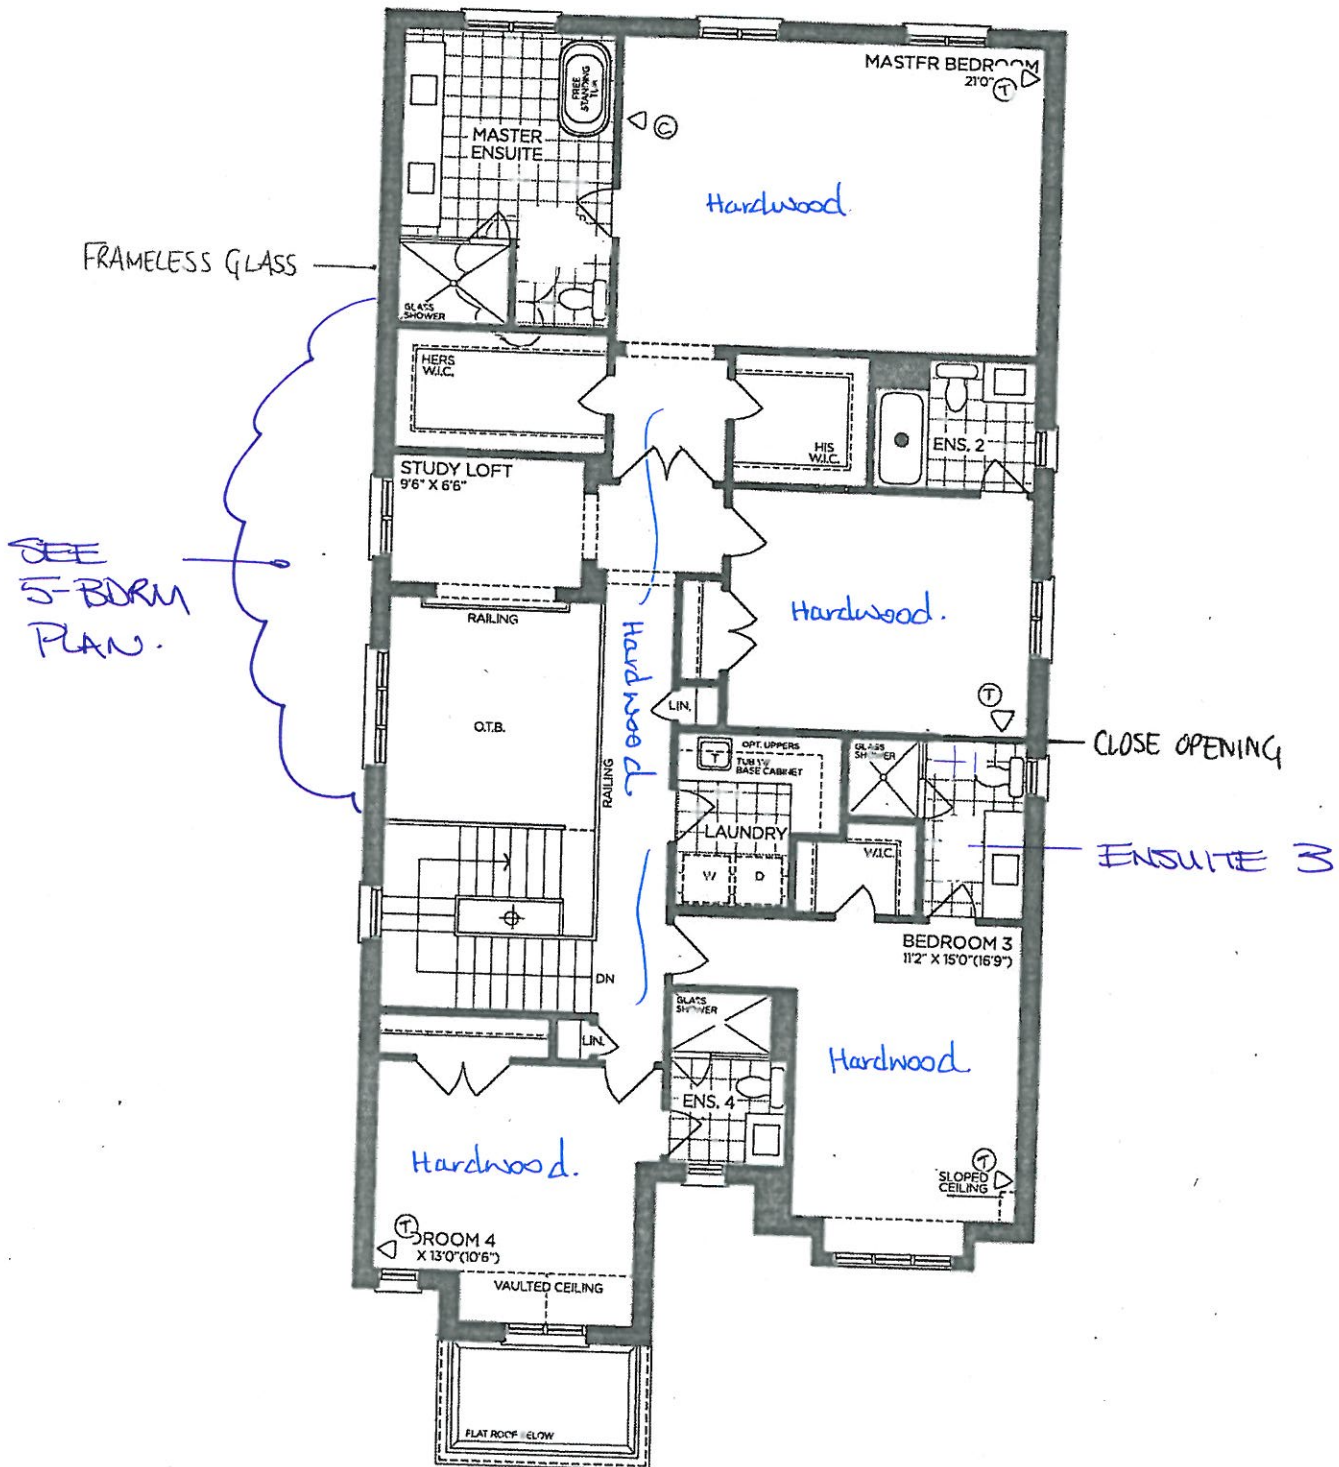 MASTER BEDROOM
21'0"
T
FREE
STANDING
TUB
C
MASTER
ENSUITE
Hardwood
FRAMELESS GLASS
GLASS
SHOWER
HERS
W.I.C.
HIS
W.I.C.
ENS. 2
STUDY LOFT
9'6" X 6'6"
SEE
5-BDRM
PLAN.
RAILING
Hardwood.
Hardwood
T
LIN.
O.T.B.
RAILING
OPT. UPPERS
T
TUB
BASE CABINET
GLASS
SHOWER
CLOSE OPENING
LAUNDRY
W.I.C.
W
D
ENSUITE 3
BEDROOM 3
11'2" X 15'0"(16'9")
DN
GLASS
SHOWER
LIN.
Hardwood
ENS. 4
Hardwood.
T
SLOPED
CEILING
T
ROOM 4
X 13'0"(10'6")
VAULTED CEILING
FLAT ROOF BELOW